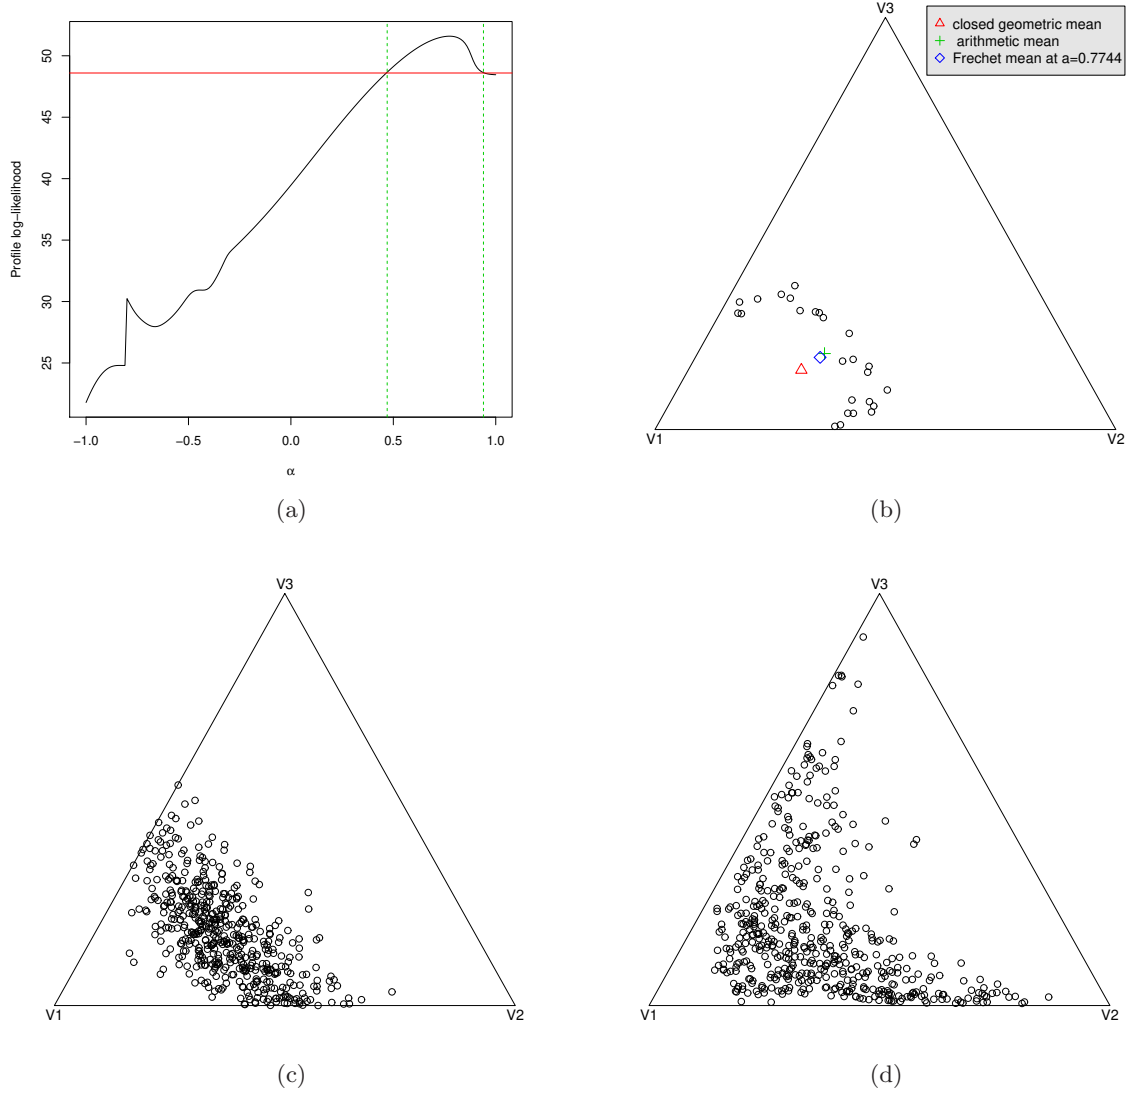 Profile log−likelihood
50
45
40
35
30
25
−1.0 −0.5 0.0 0.5 1.0
α
(a)
V3
closed geometric mean
arithmetic mean
Frechet mean at a=0.7744
V1 V2
(b)
V3
V1 V2
(c)
V3
V1 V2
(d)